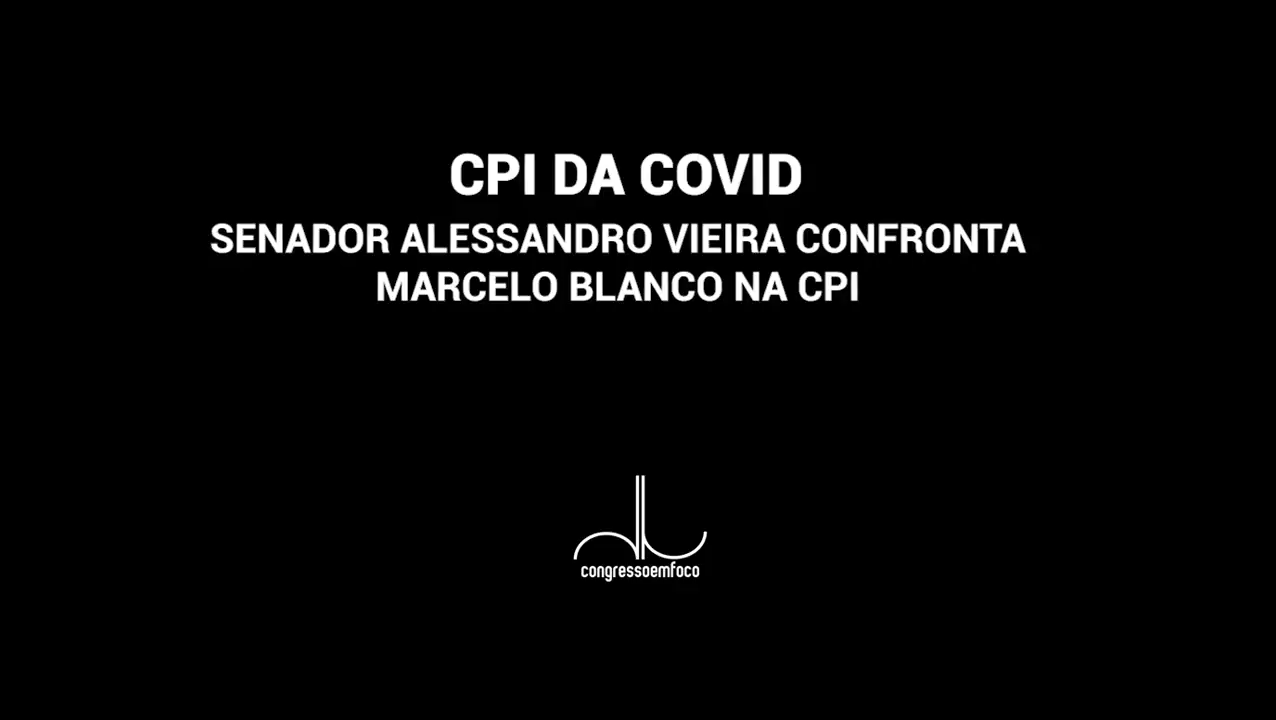 CPI DA COVID
SENADOR ALESSANDRO VIEIRA CONFRONTA
MARCELO BLANCO NA CPI
congressoemfoco